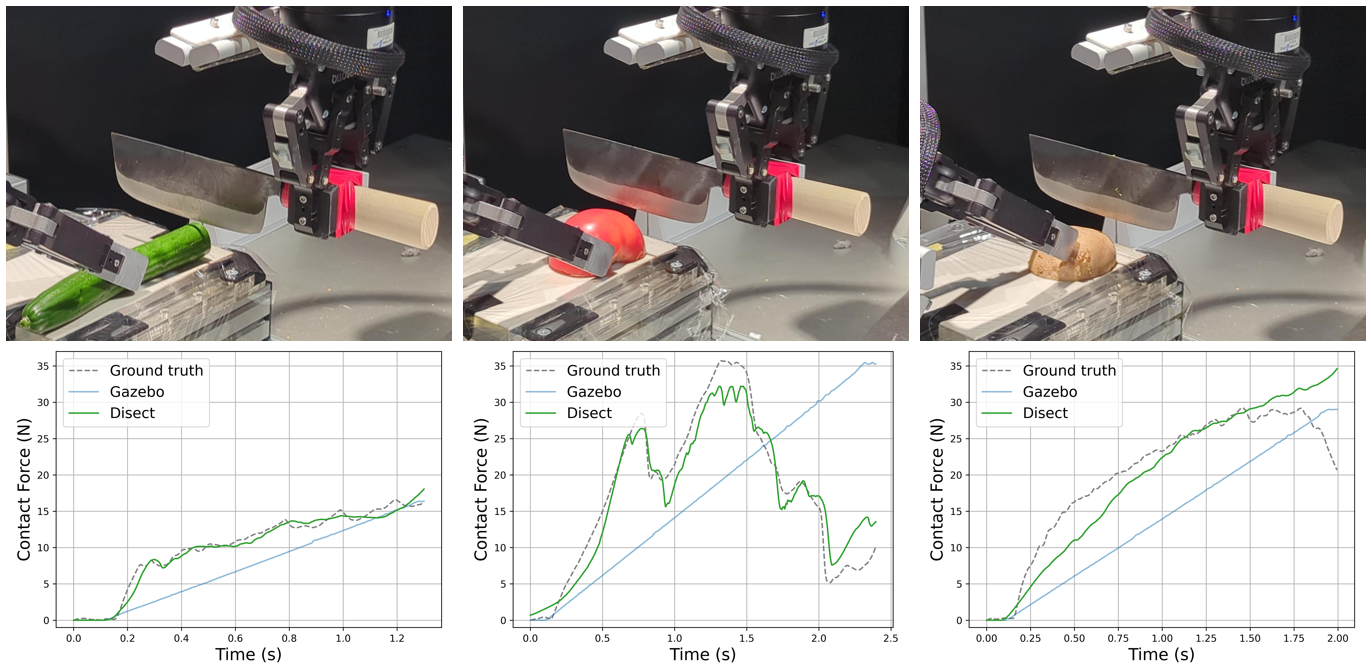 Ground truth
Gazebo
Disect
Contact Force (N)
35
30
25
20
15
10
5
0
0.0 0.2 0.4 0.6 0.8 1.0 1.2
Time (s)
Ground truth
Gazebo
Disect
Contact Force (N)
35
30
25
20
15
10
5
0
0.0 0.5 1.0 1.5 2.0 2.5
Time (s)
Ground truth
Gazebo
Disect
Contact Force (N)
35
30
25
20
15
10
5
0
0.00 0.25 0.50 0.75 1.00 1.25 1.50 1.75 2.00
Time (s)